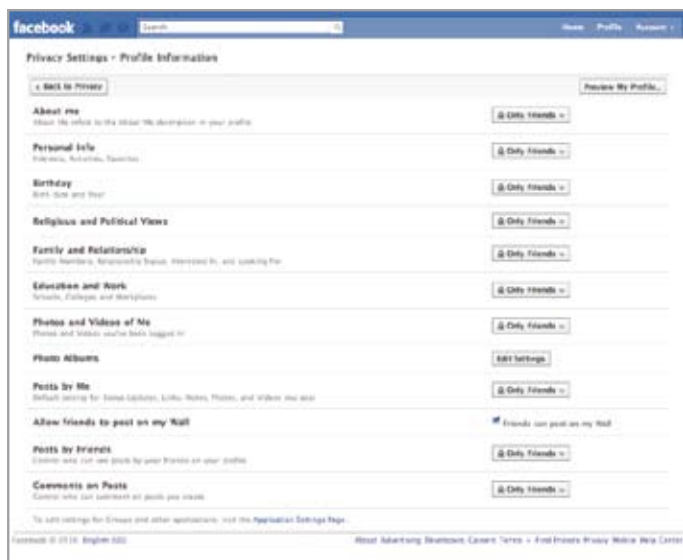 facebook
Search
Home Profile Account
Privacy Settings › Profile Information
‹ Back to Privacy
Preview My Profile...
About me
About Me refers to the About Me description in your profile
Only Friends
Personal Info
Interests, Activities, Favorites
Only Friends
Birthday
Birth date and Year
Only Friends
Religious and Political Views
Only Friends
Family and Relationship
Family Members, Relationship Status, Interested In, and Looking For
Only Friends
Education and Work
Schools, Colleges and Workplaces
Only Friends
Photos and Videos of Me
Photos and Videos you've been tagged in
Only Friends
Photo Albums
Edit Settings
Posts by Me
Default setting for Status Updates, Links, Notes, Photos, and Videos you post
Only Friends
Allow friends to post on my Wall
Friends can post on my Wall
Posts by Friends
Control who can see posts by your friends on your profile
Only Friends
Comments on Posts
Control who can comment on posts you create
Only Friends
To edit settings for Groups and other applications, visit the Application Settings Page.
Facebook © 2010 English (US)
About Advertising Developers Careers Terms • Find Friends Privacy Mobile Help Center